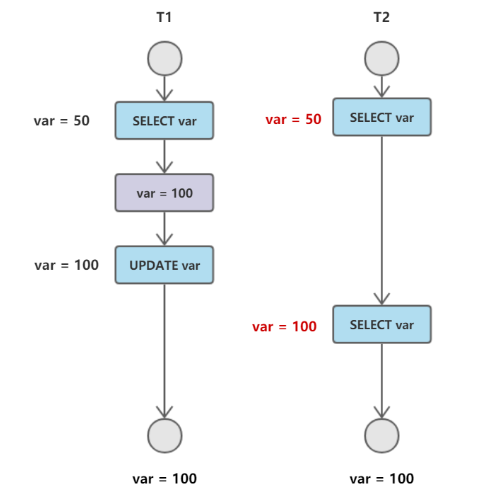 T1
T2
var = 50
SELECT var
var = 50
SELECT var
var = 100
var = 100
UPDATE var
var = 100
SELECT var
var = 100
var = 100